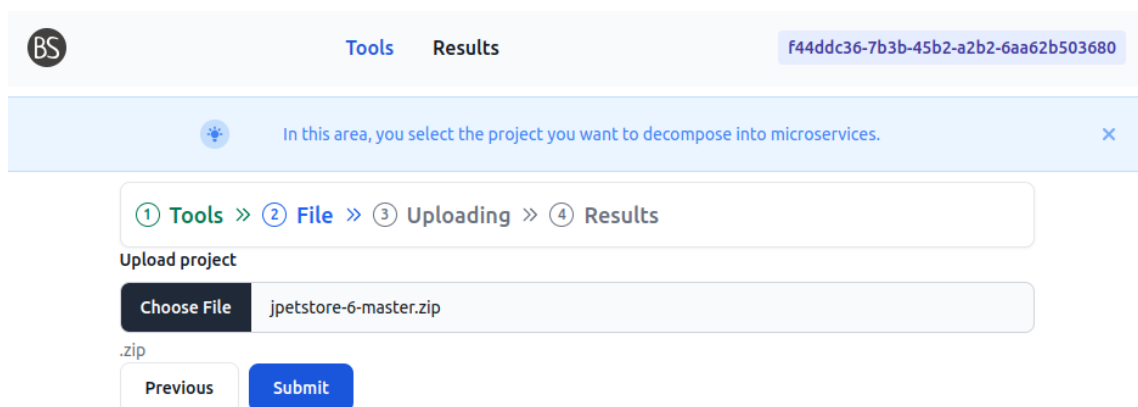 BS Tools Results f44ddc36-7b3b-45b2-a2b2-6aa62b503680
In this area, you select the project you want to decompose into microservices. ×
1 Tools » 2 File » 3 Uploading » 4 Results
Upload project
Choose File jpetstore-6-master.zip
.zip
Previous Submit